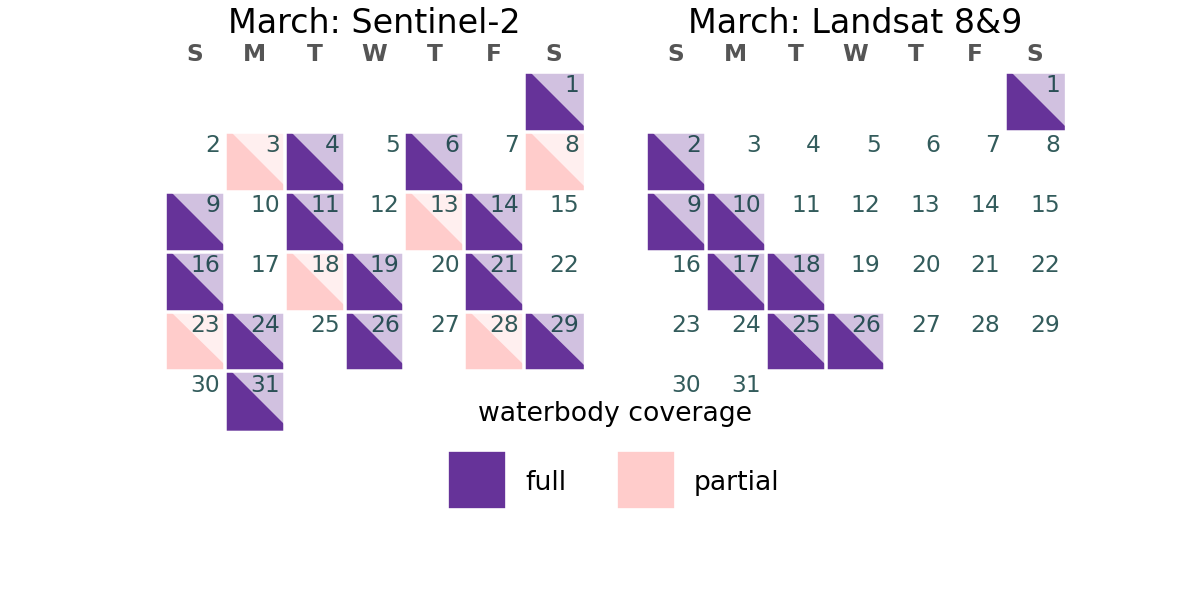 March: Sentinel-2
S M T W T F S
1
2 3 4 5 6 7 8
9 10 11 12 13 14 15
16 17 18 19 20 21 22
23 24 25 26 27 28 29
30 31
March: Landsat 8&9
S M T W T F S
1
2 3 4 5 6 7 8
9 10 11 12 13 14 15
16 17 18 19 20 21 22
23 24 25 26 27 28 29
30 31
waterbody coverage
full partial